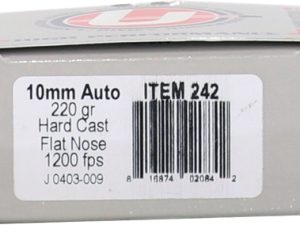 10mm Auto ITEM 242
220 gr
Hard Cast
Flat Nose
1200 fps
J 0403-009
8 16874 02084 2